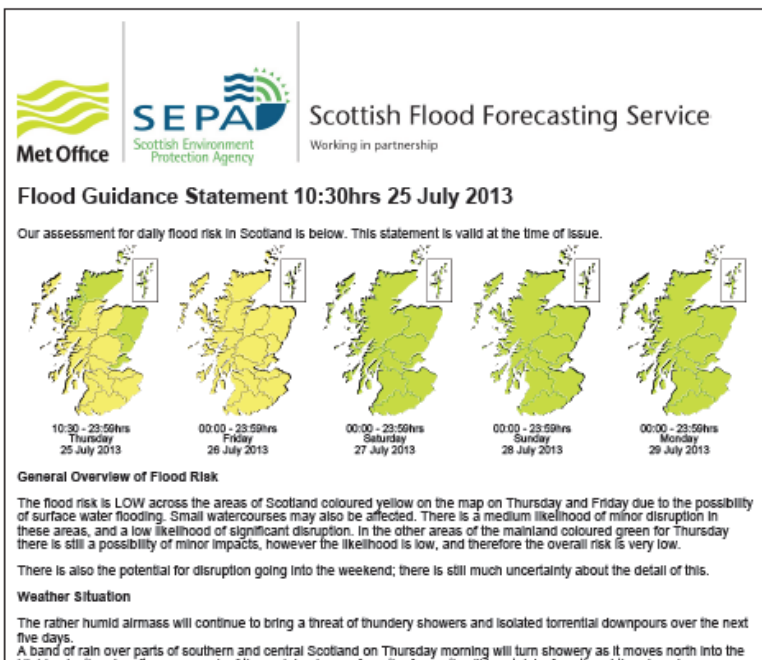 Met Office
SEPA
Scottish Environment
Protection Agency
Scottish Flood Forecasting Service
Working in partnership
Flood Guidance Statement 10:30hrs 25 July 2013
Our assessment for daily flood risk in Scotland is below. This statement is valid at the time of issue.
10:30 - 23:59hrs
Thursday
25 July 2013
00:00 - 23:59hrs
Friday
26 July 2013
00:00 - 23:59hrs
Saturday
27 July 2013
00:00 - 23:59hrs
Sunday
28 July 2013
00:00 - 23:59hrs
Monday
29 July 2013
General Overview of Flood Risk
The flood risk is LOW across the areas of Scotland coloured yellow on the map on Thursday and Friday due to the possibility
of surface water flooding. Small watercourses may also be affected. There is a medium likelihood of minor disruption in
these areas, and a low likelihood of significant disruption. In the other areas of the mainland coloured green for Thursday
there is still a possibility of minor impacts, however the likelihood is low, and therefore the overall risk is very low.
There is also the potential for disruption going into the weekend; there is still much uncertainty about the detail of this.
Weather Situation
The rather humid airmass will continue to bring a threat of thundery showers and isolated torrential downpours over the next
five days.
A band of rain over parts of southern and central Scotland on Thursday morning will turn showery as it moves north into the